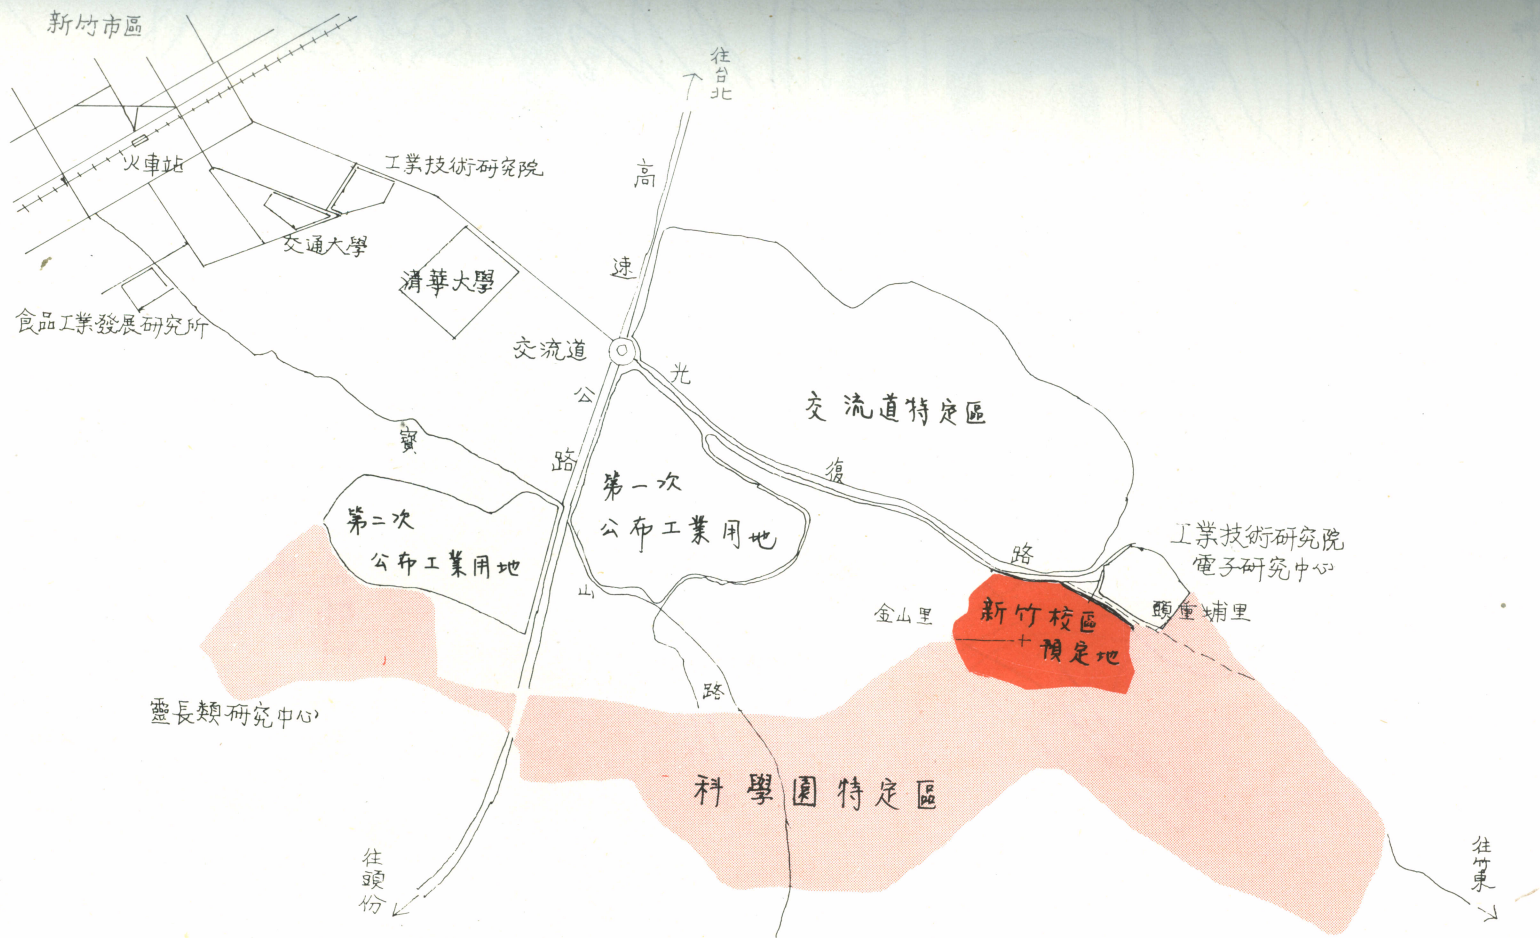 新竹市區
往台北
火車站
工業技術研究院
高
交通大學
速
清華大學
食品工業發展研究所
交流道
光
公
交流道特定區
寶
路
復
第一次
公布工業用地
第二次
公布工業用地
工業技術研究院
電子研究中心
路
山
金山里
新竹校區
預定地
頭重埔里
路
靈長類研究中心
科學園特定區
往頭份
往竹東